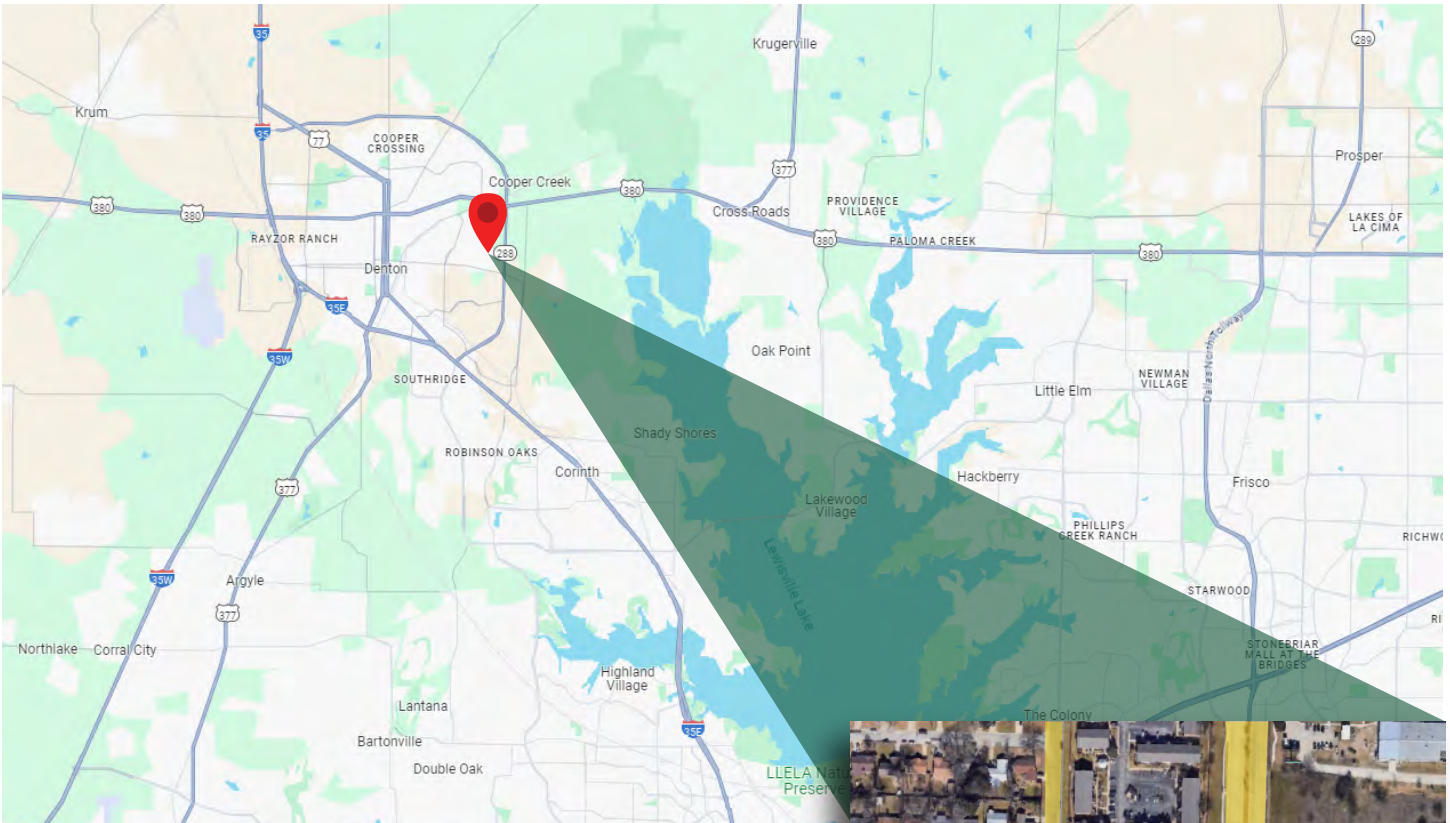 35
Krugerville
289
Krum
35
77
COOPER
CROSSING
Prosper
377
Cooper Creek
380
380
380
Cross Roads
PROVIDENCE
VILLAGE
LAKES OF
LA CIMA
RAYZOR RANCH
380
PALOMA CREEK
380
288
Denton
35E
Dallas North Tollway
35W
Oak Point
SOUTHRIDGE
NEWMAN
VILLAGE
Little Elm
Shady Shores
ROBINSON OAKS
Corinth
Hackberry
Frisco
377
Lakewood
Village
PHILLIPS
CREEK RANCH
RICHWO
Lewisville Lake
35W
Argyle
STARWOOD
377
RI
Northlake
Corral City
STONEBRIAR
MALL AT THE
BRIDGES
Highland
Village
Lantana
The Colony
35E
Bartonville
Double Oak
LLELA Natu
Preserve